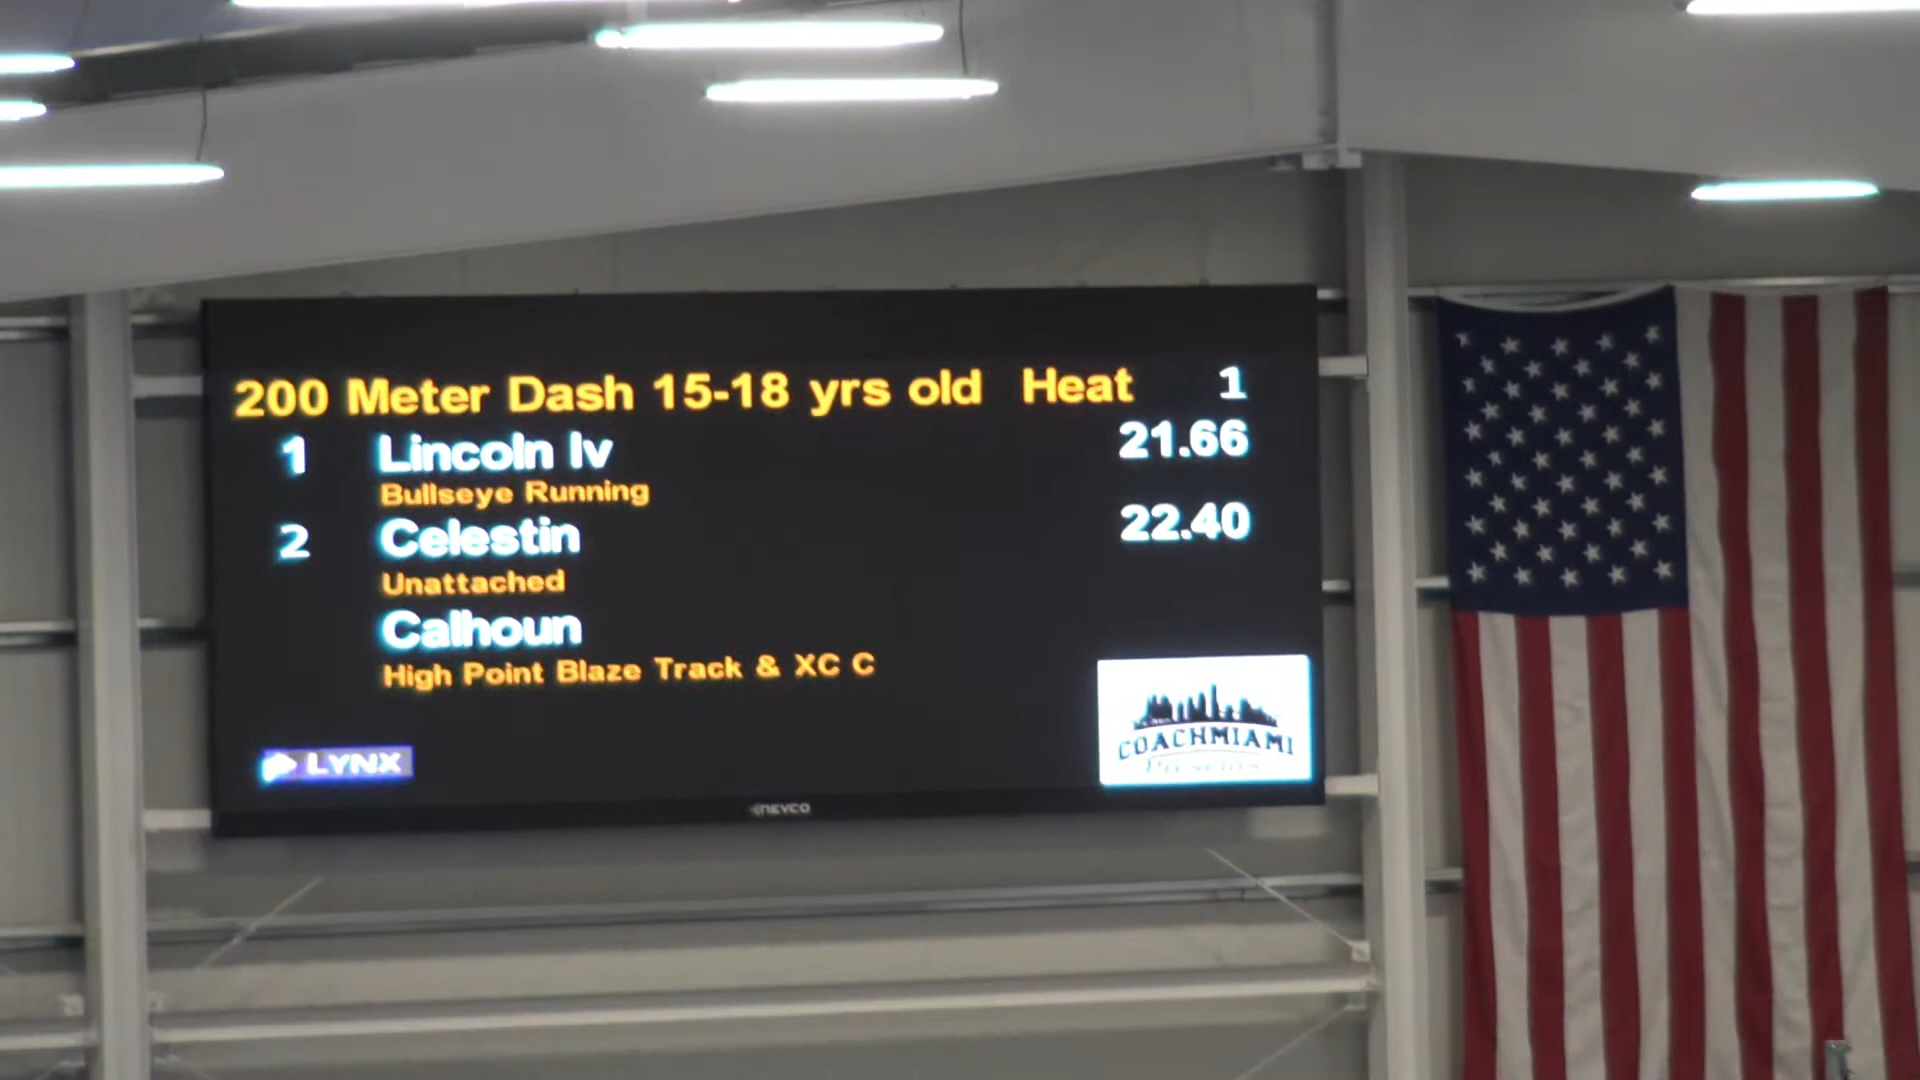 200 Meter Dash 15-18 yrs old Heat 1
1 Lincoln Iv 21.66
Bullseye Running
2 Celestin 22.40
Unattached
Calhoun
High Point Blaze Track & XC C
LYNX
COACHMIAMI
Presents
NEVCO